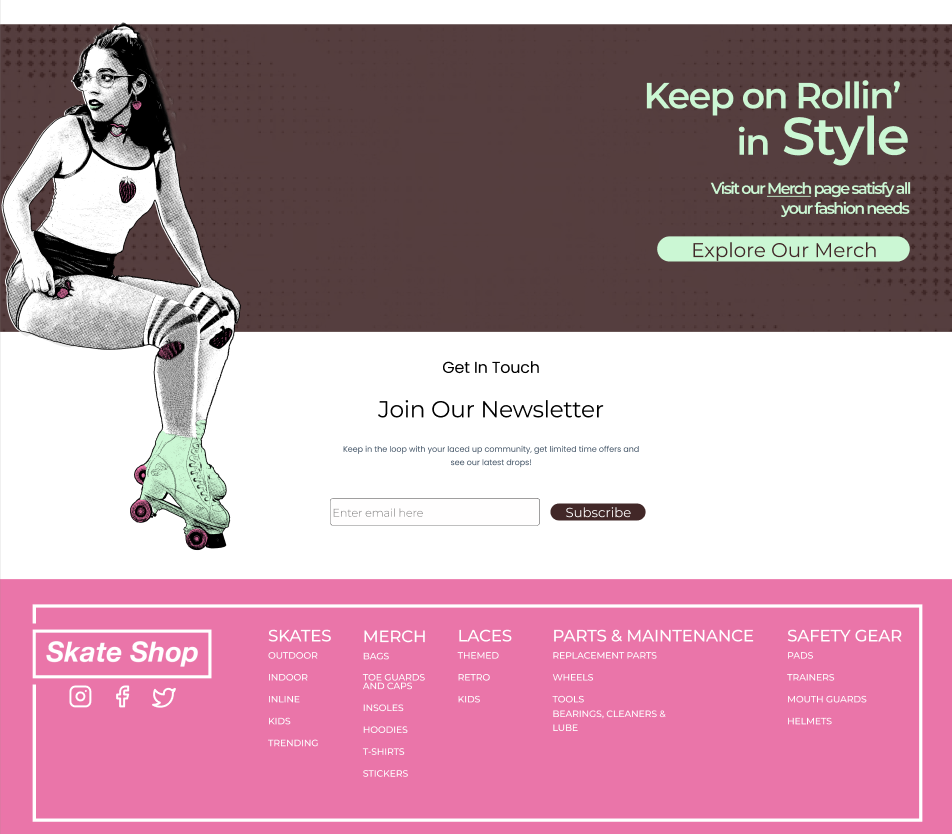 Keep on Rollin’
in Style
Visit our Merch page satisfy all
your fashion needs
Explore Our Merch
Get In Touch
Join Our Newsletter
Keep in the loop with your laced up community, get limited time offers and
see our latest drops!
Enter email here
Subscribe
Skate Shop
SKATES
OUTDOOR
INDOOR
INLINE
KIDS
TRENDING
MERCH
BAGS
TOE GUARDS
AND CAPS
INSOLES
HOODIES
T-SHIRTS
STICKERS
LACES
THEMED
RETRO
KIDS
PARTS & MAINTENANCE
REPLACEMENT PARTS
WHEELS
TOOLS
BEARINGS, CLEANERS &
LUBE
SAFETY GEAR
PADS
TRAINERS
MOUTH GUARDS
HELMETS